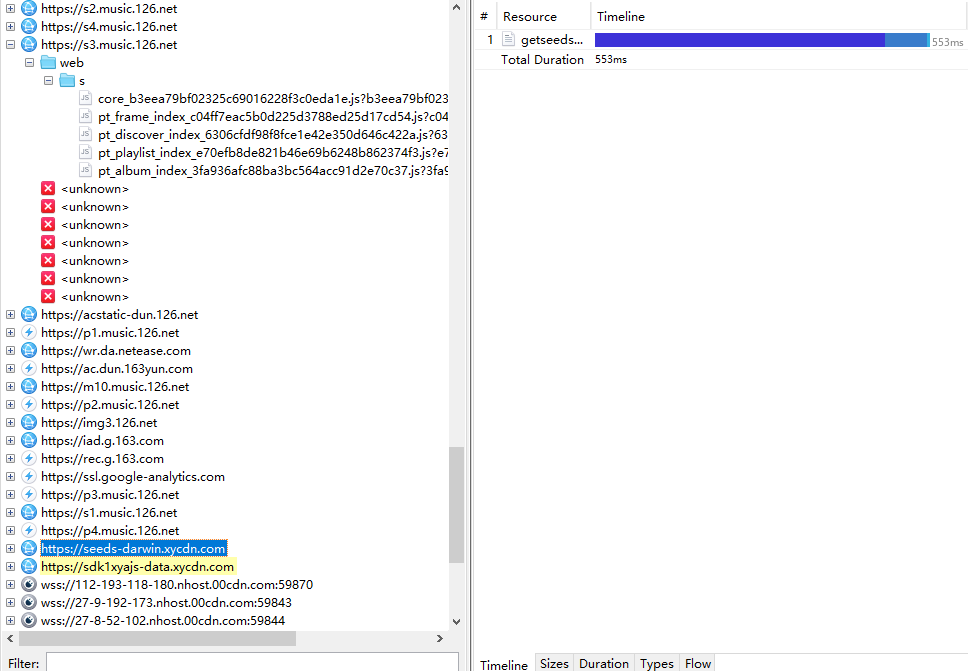 https://s2.music.126.net
https://s4.music.126.net
https://s3.music.126.net
web
s
core_b3eea79bf02325c69016228f3c0eda1e.js?b3eea79bf023
pt_frame_index_c04ff7eac5b0d225d3788ed25d17cd54.js?c04
pt_discover_index_6306cfdf98f8fce1e42e350d646c422a.js?63
pt_playlist_index_e70efb8de821b46e69b6248b862374f3.js?e7
pt_album_index_3fa936afc88ba3bc564acc91d2e70c37.js?3fa9
<unknown>
<unknown>
<unknown>
<unknown>
<unknown>
<unknown>
<unknown>
https://acstatic-dun.126.net
https://p1.music.126.net
https://wr.da.netease.com
https://ac.dun.163yun.com
https://m10.music.126.net
https://p2.music.126.net
https://img3.126.net
https://iad.g.163.com
https://rec.g.163.com
https://ssl.google-analytics.com
https://p3.music.126.net
https://s1.music.126.net
https://p4.music.126.net
https://seeds-darwin.xycdn.com
https://sdk1xyajs-data.xycdn.com
wss://112-193-118-180.nhost.00cdn.com:59870
wss://27-9-192-173.nhost.00cdn.com:59843
wss://27-8-52-102.nhost.00cdn.com:59844
Filter:
# Resource Timeline
1 getseeds... 553ms
Total Duration 553ms
Timeline Sizes Duration Types Flow